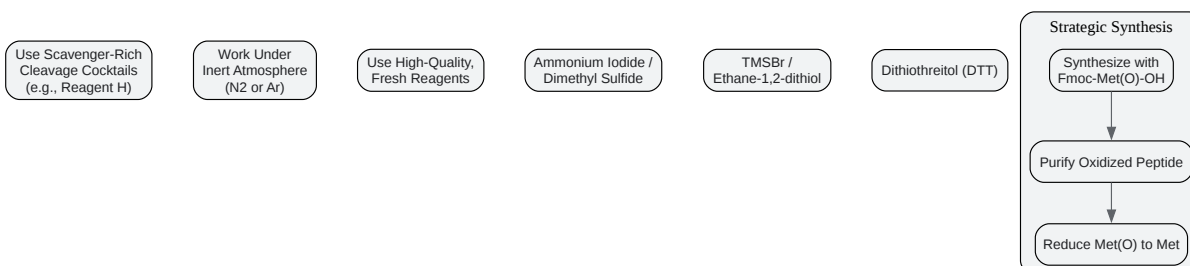 Use Scavenger-Rich
Cleavage Cocktails
(e.g., Reagent H)
Work Under
Inert Atmosphere
(N2 or Ar)
Use High-Quality,
Fresh Reagents
Ammonium Iodide /
Dimethyl Sulfide
TMSBr /
Ethane-1,2-dithiol
Dithiothreitol (DTT)
Strategic Synthesis
Synthesize with
Fmoc-Met(O)-OH
Purify Oxidized Peptide
Reduce Met(O) to Met